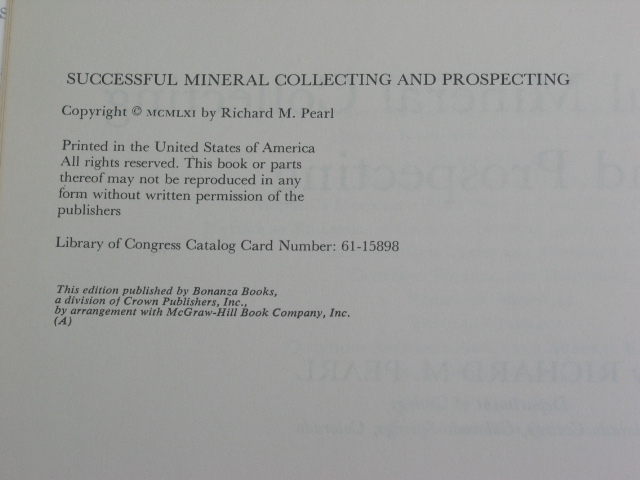 SUCCESSFUL MINERAL COLLECTING AND PROSPECTING
Copyright © MCMLXI by Richard M. Pearl
Printed in the United States of America
All rights reserved. This book or parts
thereof may not be reproduced in any
form without written permission of the
publishers
Library of Congress Catalog Card Number: 61-15898
This edition published by Bonanza Books,
a division of Crown Publishers, Inc.,
by arrangement with McGraw-Hill Book Company, Inc.
(A)